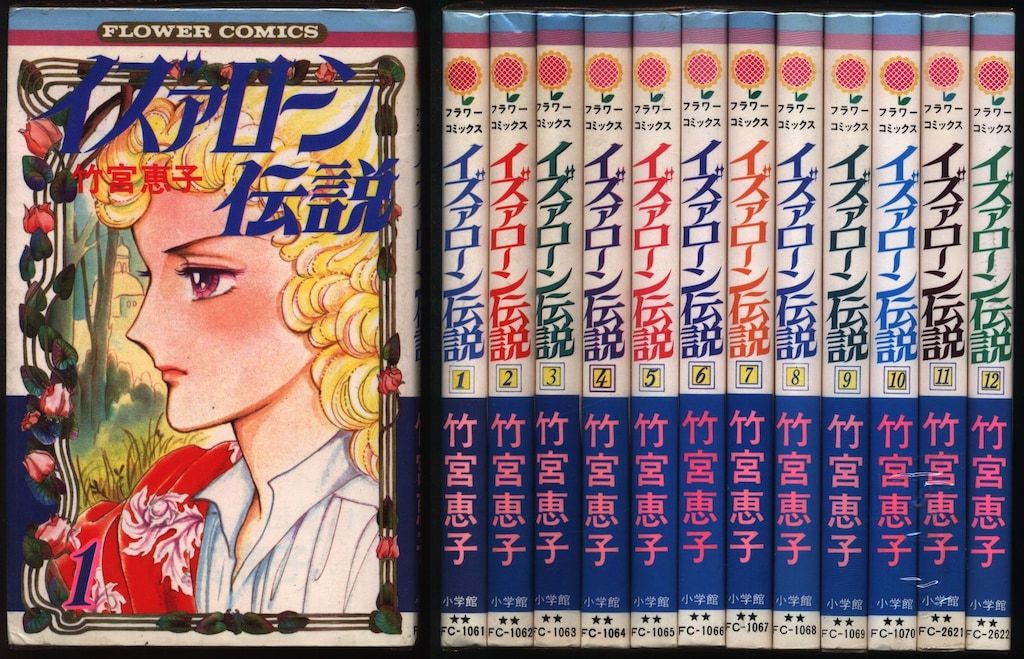 FLOWER COMICS
イズァローン
伝説
竹宮恵子
1
フラワー
コミックス
イズァローン伝説
1
竹宮恵子
小学館
★★
FC-1061
フラワー
コミックス
イズァローン伝説
2
竹宮恵子
小学館
★★
FC-1062
フラワー
コミックス
イズァローン伝説
3
竹宮恵子
小学館
★★
FC-1063
フラワー
コミックス
イズァローン伝説
4
竹宮恵子
小学館
★★
FC-1064
フラワー
コミックス
イズァローン伝説
5
竹宮恵子
小学館
★★
FC-1065
フラワー
コミックス
イズァローン伝説
6
竹宮恵子
小学館
★★
FC-1066
フラワー
コミックス
イズァローン伝説
7
竹宮恵子
小学館
★★
FC-1067
フラワー
コミックス
イズァローン伝説
8
竹宮恵子
小学館
★★
FC-1068
フラワー
コミックス
イズァローン伝説
9
竹宮恵子
小学館
★★
FC-1069
フラワー
コミックス
イズァローン伝説
10
竹宮恵子
小学館
★★
FC-1070
フラワー
コミックス
イズァローン伝説
11
竹宮恵子
小学館
★★
FC-2621
フラワー
コミックス
イズァローン伝説
12
竹宮恵子
小学館
★★
FC-2622